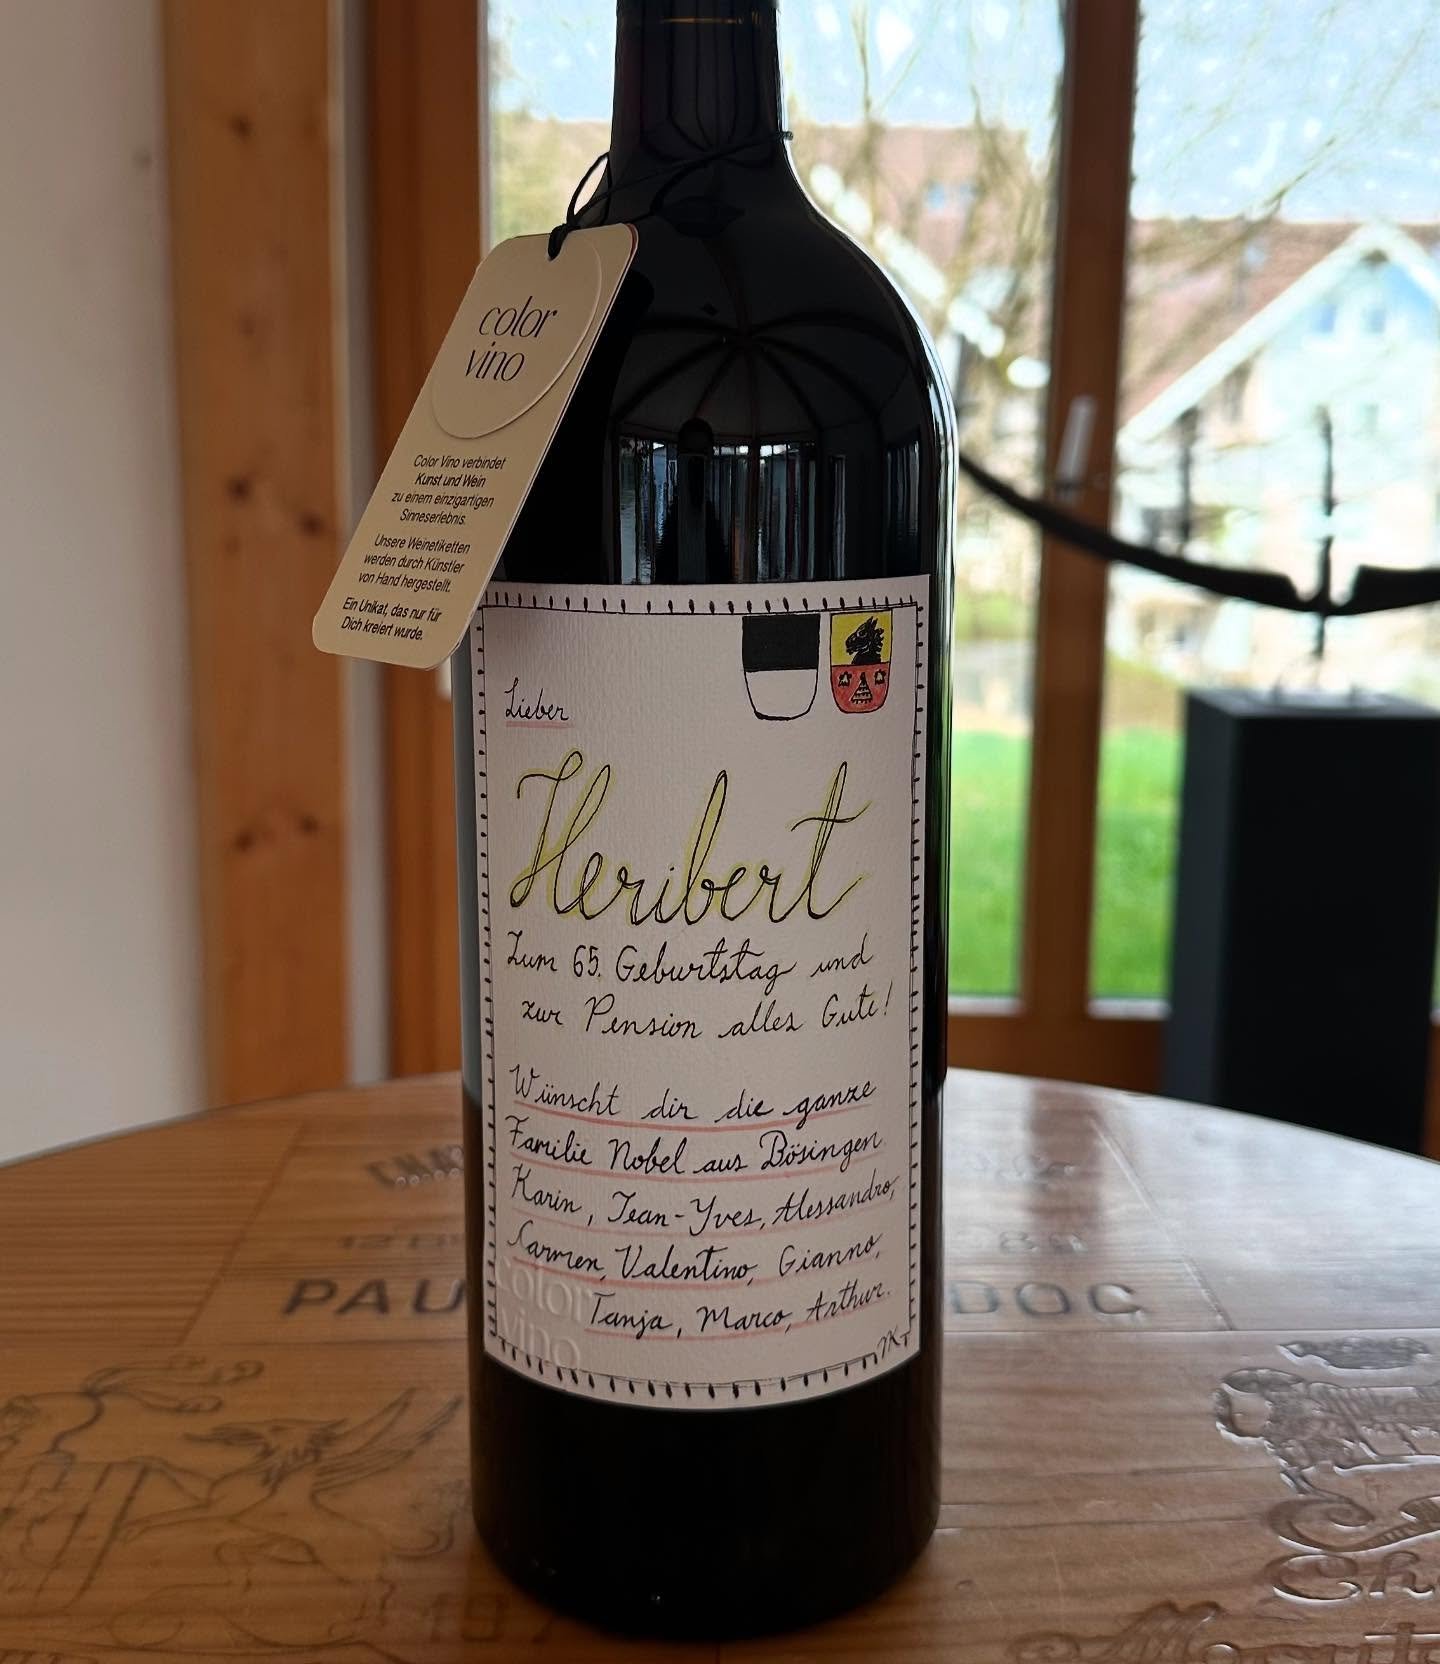 color
vino
Color Vino verbindet
Kunst und Wein
zu einem einzigartigen
Sinneserlebnis.
Unsere Weinetiketten
werden durch Künstler
von Hand hergestellt.
Ein Unikat, das nur für
Dich kreiert wurde.
Lieber
Heribert
Zum 65. Geburtstag und
zur Pension alles Gute!
Wünscht dir die ganze
Familie Nobel aus Bösingen
Karin, Jean-Yves, Alessandro,
Carmen, Valentino, Gianno,
Tanja, Marco, Arthur.
color
vino
PAU DOC